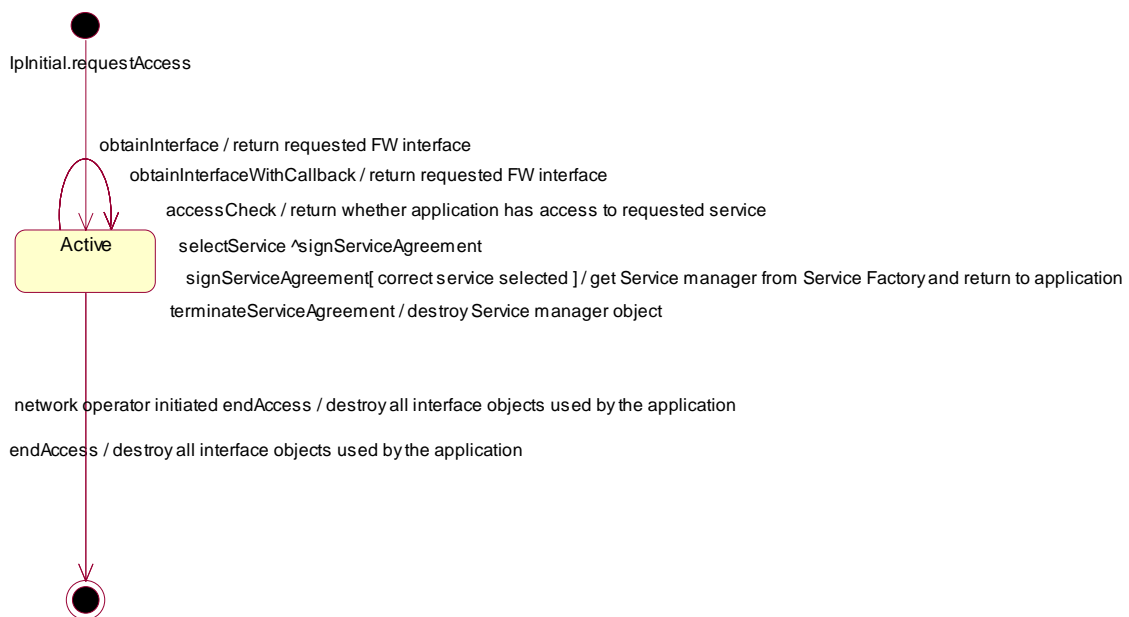 IpInitial.requestAccess
obtainInterface / return requested FW interface
obtainInterfaceWithCallback / return requested FW interface
accessCheck / return whether application has access to requested service
Active
selectService ^signServiceAgreement
signServiceAgreement[ correct service selected ] / get Service manager from Service Factory and return to application
terminateServiceAgreement / destroy Service manager object
network operator initiated endAccess / destroy all interface objects used by the application
endAccess / destroy all interface objects used by the application